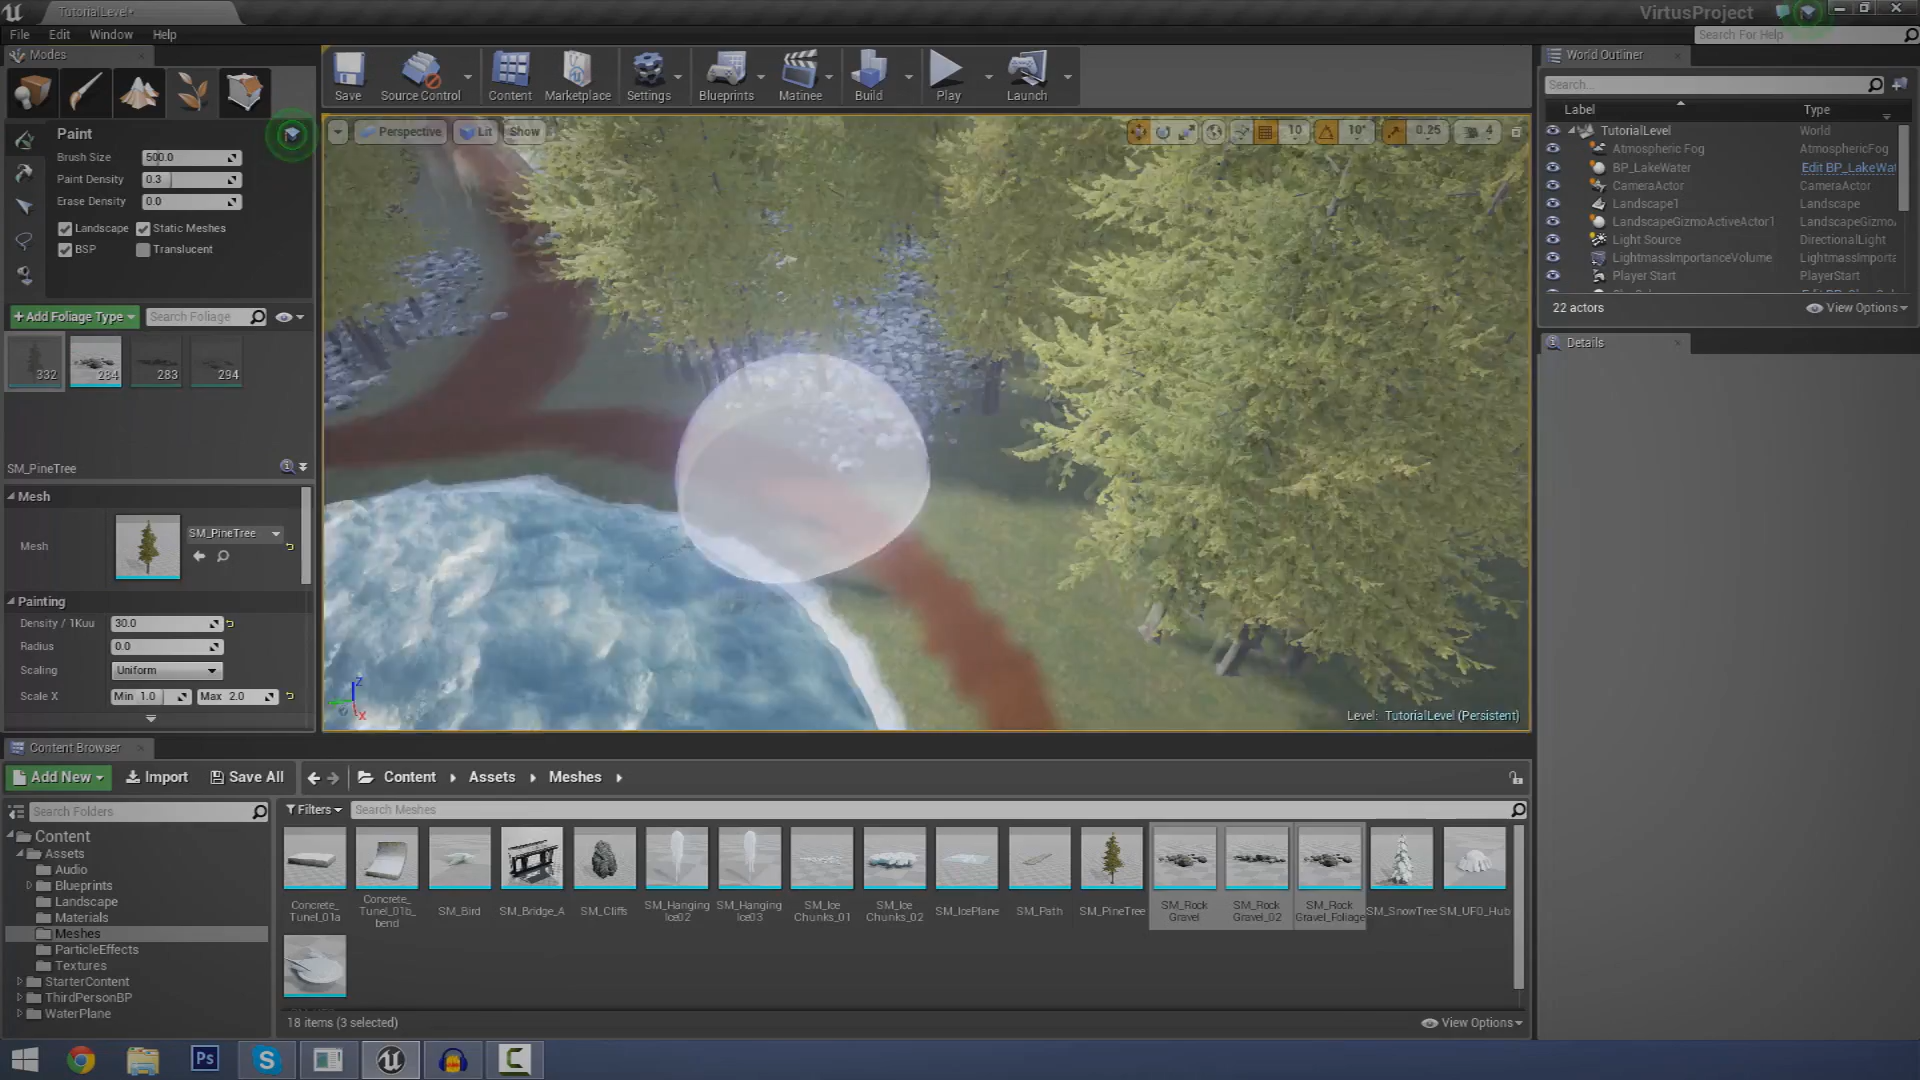 TutorialLevel*
VirtusProject
File Edit Window Help
Search For Help
Modes
Save
Source Control
Content
Marketplace
Settings
Blueprints
Matinee
Build
Play
Launch
Paint
Brush Size 500.0
Paint Density 0.3
Erase Density 0.0
Landscape Static Meshes
BSP Translucent
+Add Foliage Type Search Foliage
332 284 283 294
SM_PineTree
Mesh
Mesh SM_PineTree
Painting
Density / 1Kuu 30.0
Radius 0.0
Scaling Uniform
Scale X Min 1.0 Max 2.0
Perspective Lit Show
10 10° 0.25 4
Level: TutorialLevel (Persistent)
World Outliner
Search...
Label Type
TutorialLevel World
Atmospheric Fog AtmosphericFog
BP_LakeWater Edit BP_LakeWat
CameraActor CameraActor
Landscape1 Landscape
LandscapeGizmoActiveActor1 LandscapeGizmo
Light Source DirectionalLight
LightmassImportanceVolume LightmassImporta
Player Start PlayerStart
22 actors View Options
Details
Content Browser
Add New Import Save All Content Assets Meshes
Search Folders
Filters Search Meshes
Content
Assets
Audio
Blueprints
Landscape
Materials
Meshes
ParticleEffects
Textures
StarterContent
ThirdPersonBP
WaterPlane
Concrete_
Tunel_01a
Concrete_
Tunel_01b_
bend
SM_Bird
SM_Bridge_A
SM_Cliffs
SM_Hanging
Ice02
SM_Hanging
Ice03
SM_Ice
Chunks_01
SM_Ice
Chunks_02
SM_IcePlane
SM_Path
SM_PineTree
SM_Rock
Gravel
SM_Rock
Gravel_02
SM_Rock
Gravel_Foliage
SM_SnowTree
SM_UFO_Hub
18 items (3 selected) View Options
Ps